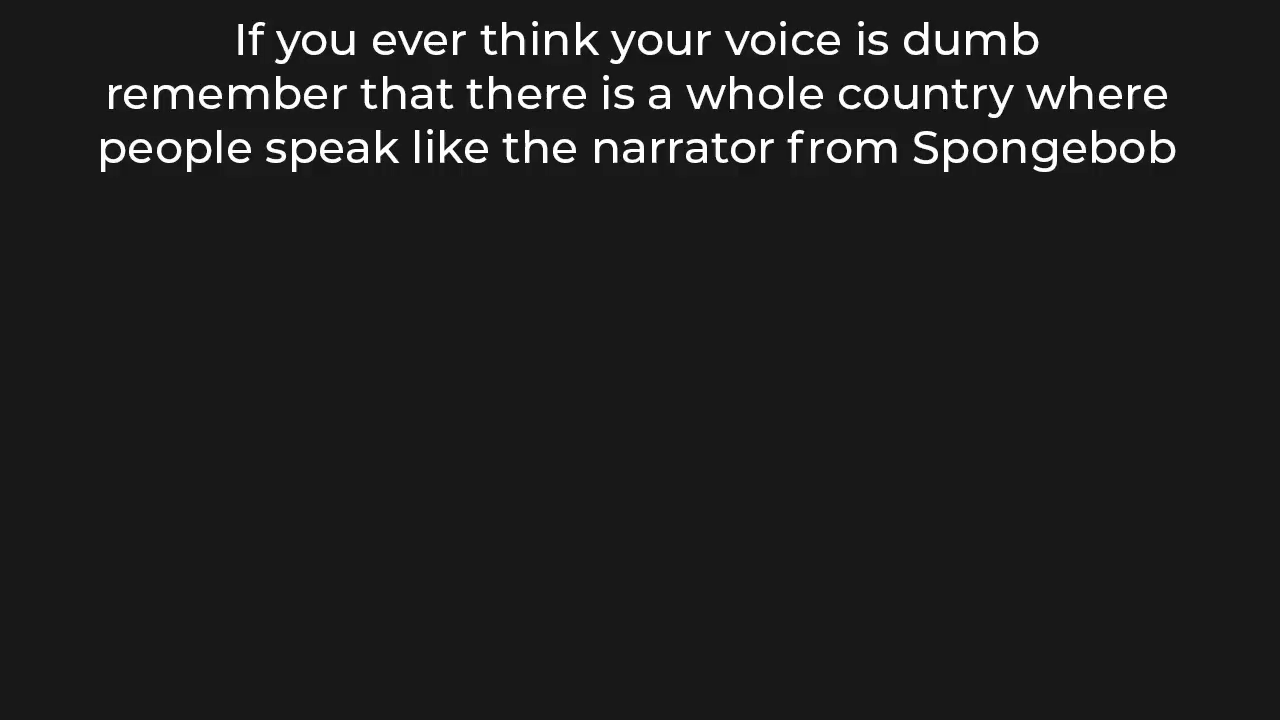 If you ever think your voice is dumb
remember that there is a whole country where
people speak like the narrator from Spongebob